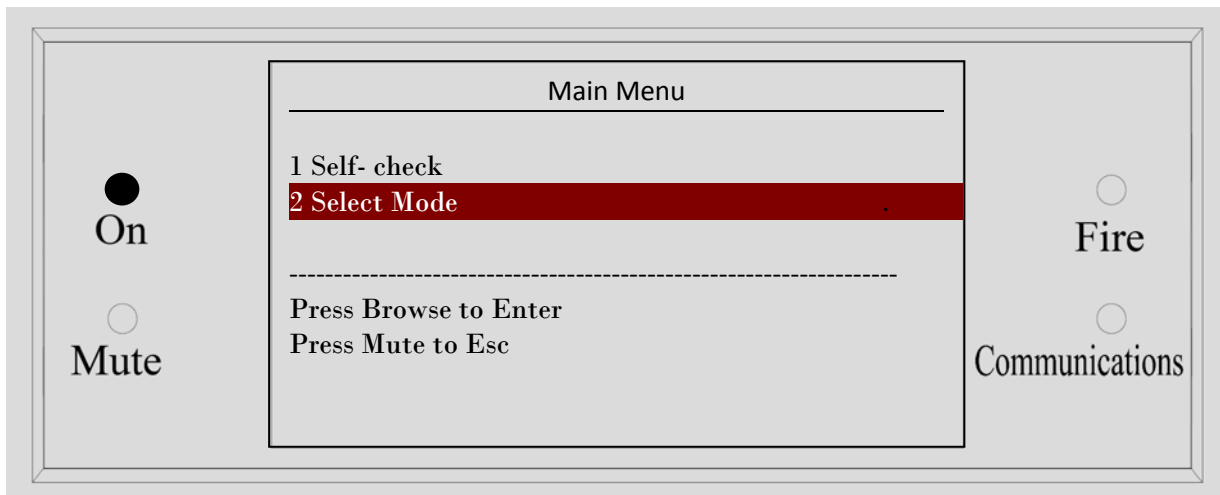 Main Menu
1 Self- check
2 Select Mode .
On
Fire
-------------------------------------------------------------------
Press Browse to Enter
Press Mute to Esc
Mute
Communications